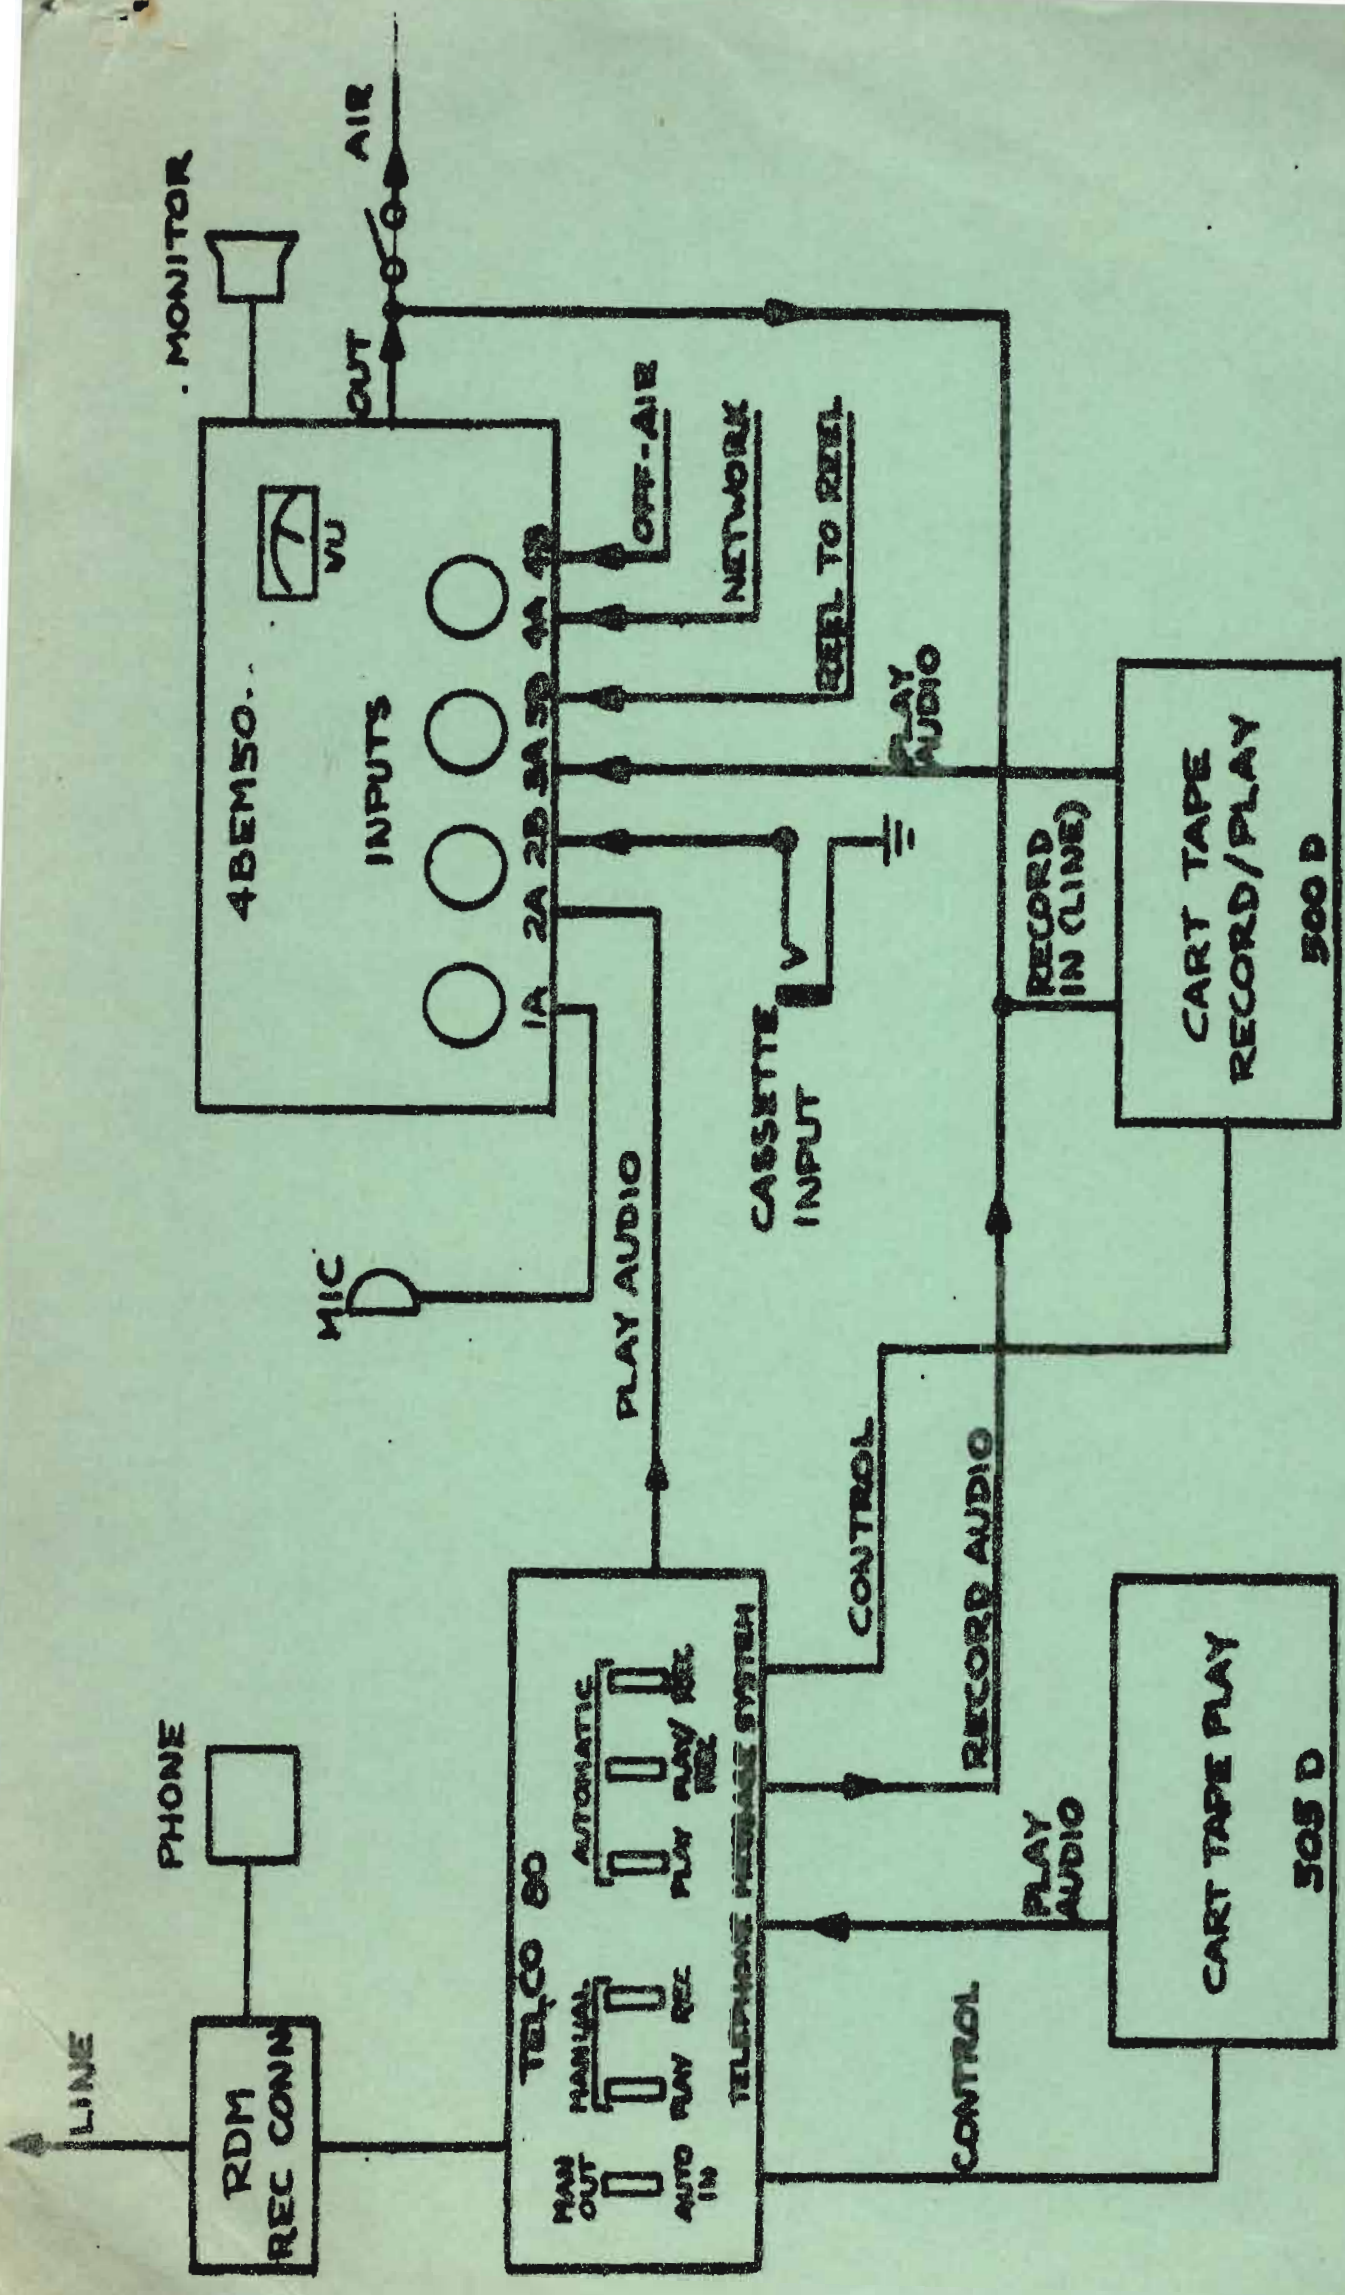 LINE
RDM
REC CONN
PHONE
MIC
. MONITOR
4BEM50..
VU
INPUTS
1A 2A 2B 3A 3B 4A 4B
OUT
AIR
TELCO 80
MAN
OUT
AUTO
IN
MANUAL
PLAY REC
AUTOMATIC
PLAY PLAY/
REC
REC
TELEPHONE MESSAGE SYSTEM
PLAY AUDIO
CASSETTE
INPUT
OFF-AIR
NETWORK
REEL TO REEL
PLAY
AUDIO
CONTROL
RECORD AUDIO
RECORD
IN (LINE)
CONTROL
PLAY
AUDIO
CART TAPE PLAY
505 D
CART TAPE
RECORD/PLAY
500 D